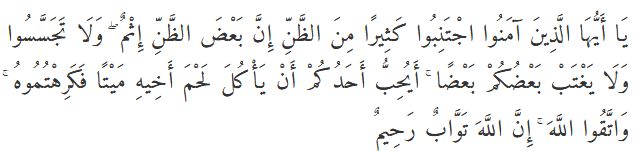 يَا أَيُّهَا الَّذِينَ آمَنُوا اجْتَنِبُوا كَثِيرًا مِنَ الظَّنِّ إِنَّ بَعْضَ الظَّنِّ إِثْمٌ ۖ وَلَا تَجَسَّسُوا
وَلَا يَغْتَبْ بَعْضُكُمْ بَعْضًا ۚ أَيُحِبُّ أَحَدُكُمْ أَنْ يَأْكُلَ لَحْمَ أَخِيهِ مَيْتًا فَكَرِهْتُمُوهُ ۚ
وَاتَّقُوا اللَّهَ ۚ إِنَّ اللَّهَ تَوَّابٌ رَحِيمٌ